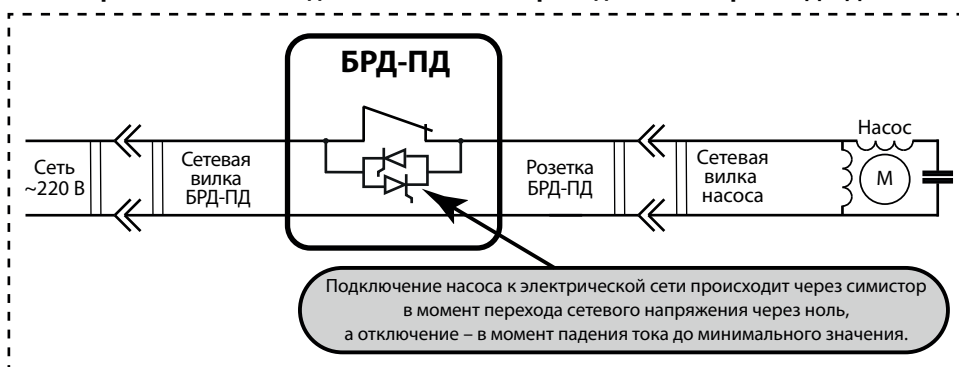 БРД-ПД
Сеть
~220 В
Сетевая
вилка
БРД-ПД
Розетка
БРД-ПД
Сетевая
вилка
насоса
Насос
М
Подключение насоса к электрической сети происходит через симистор
в момент перехода сетевого напряжения через ноль,
а отключение – в момент падения тока до минимального значения.